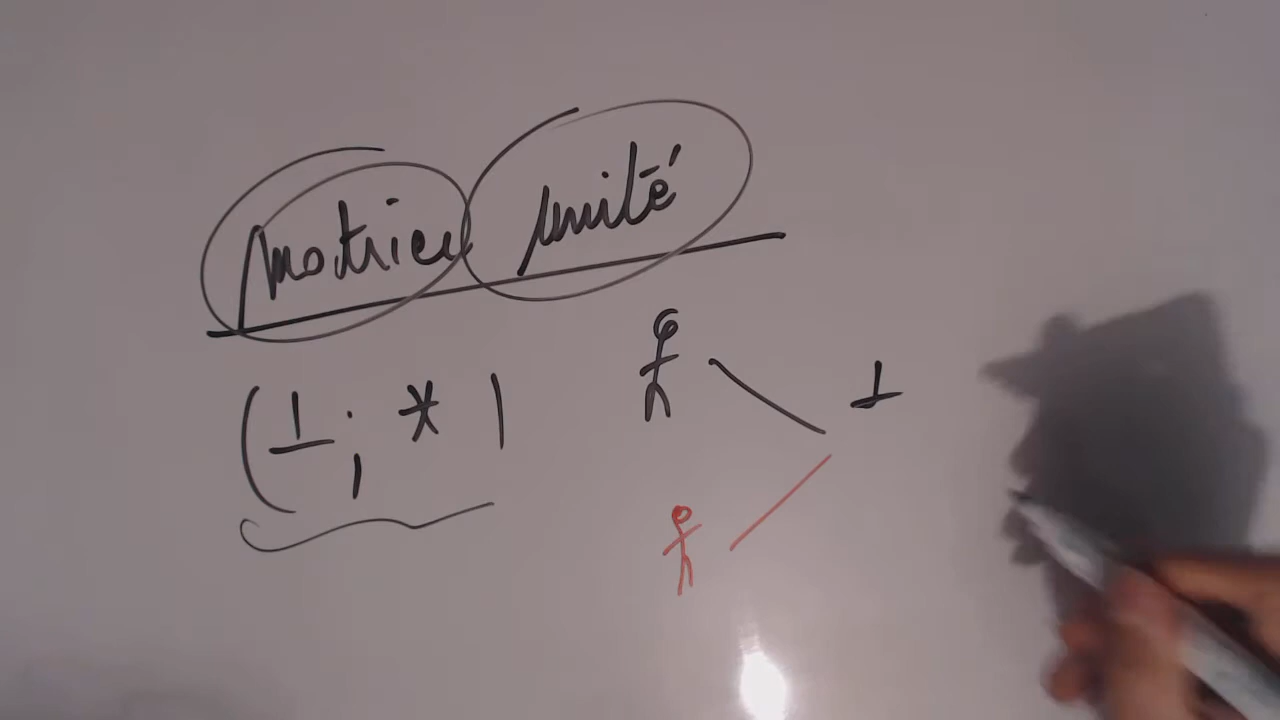 matrice unité
(⊥ ; * )
⊥